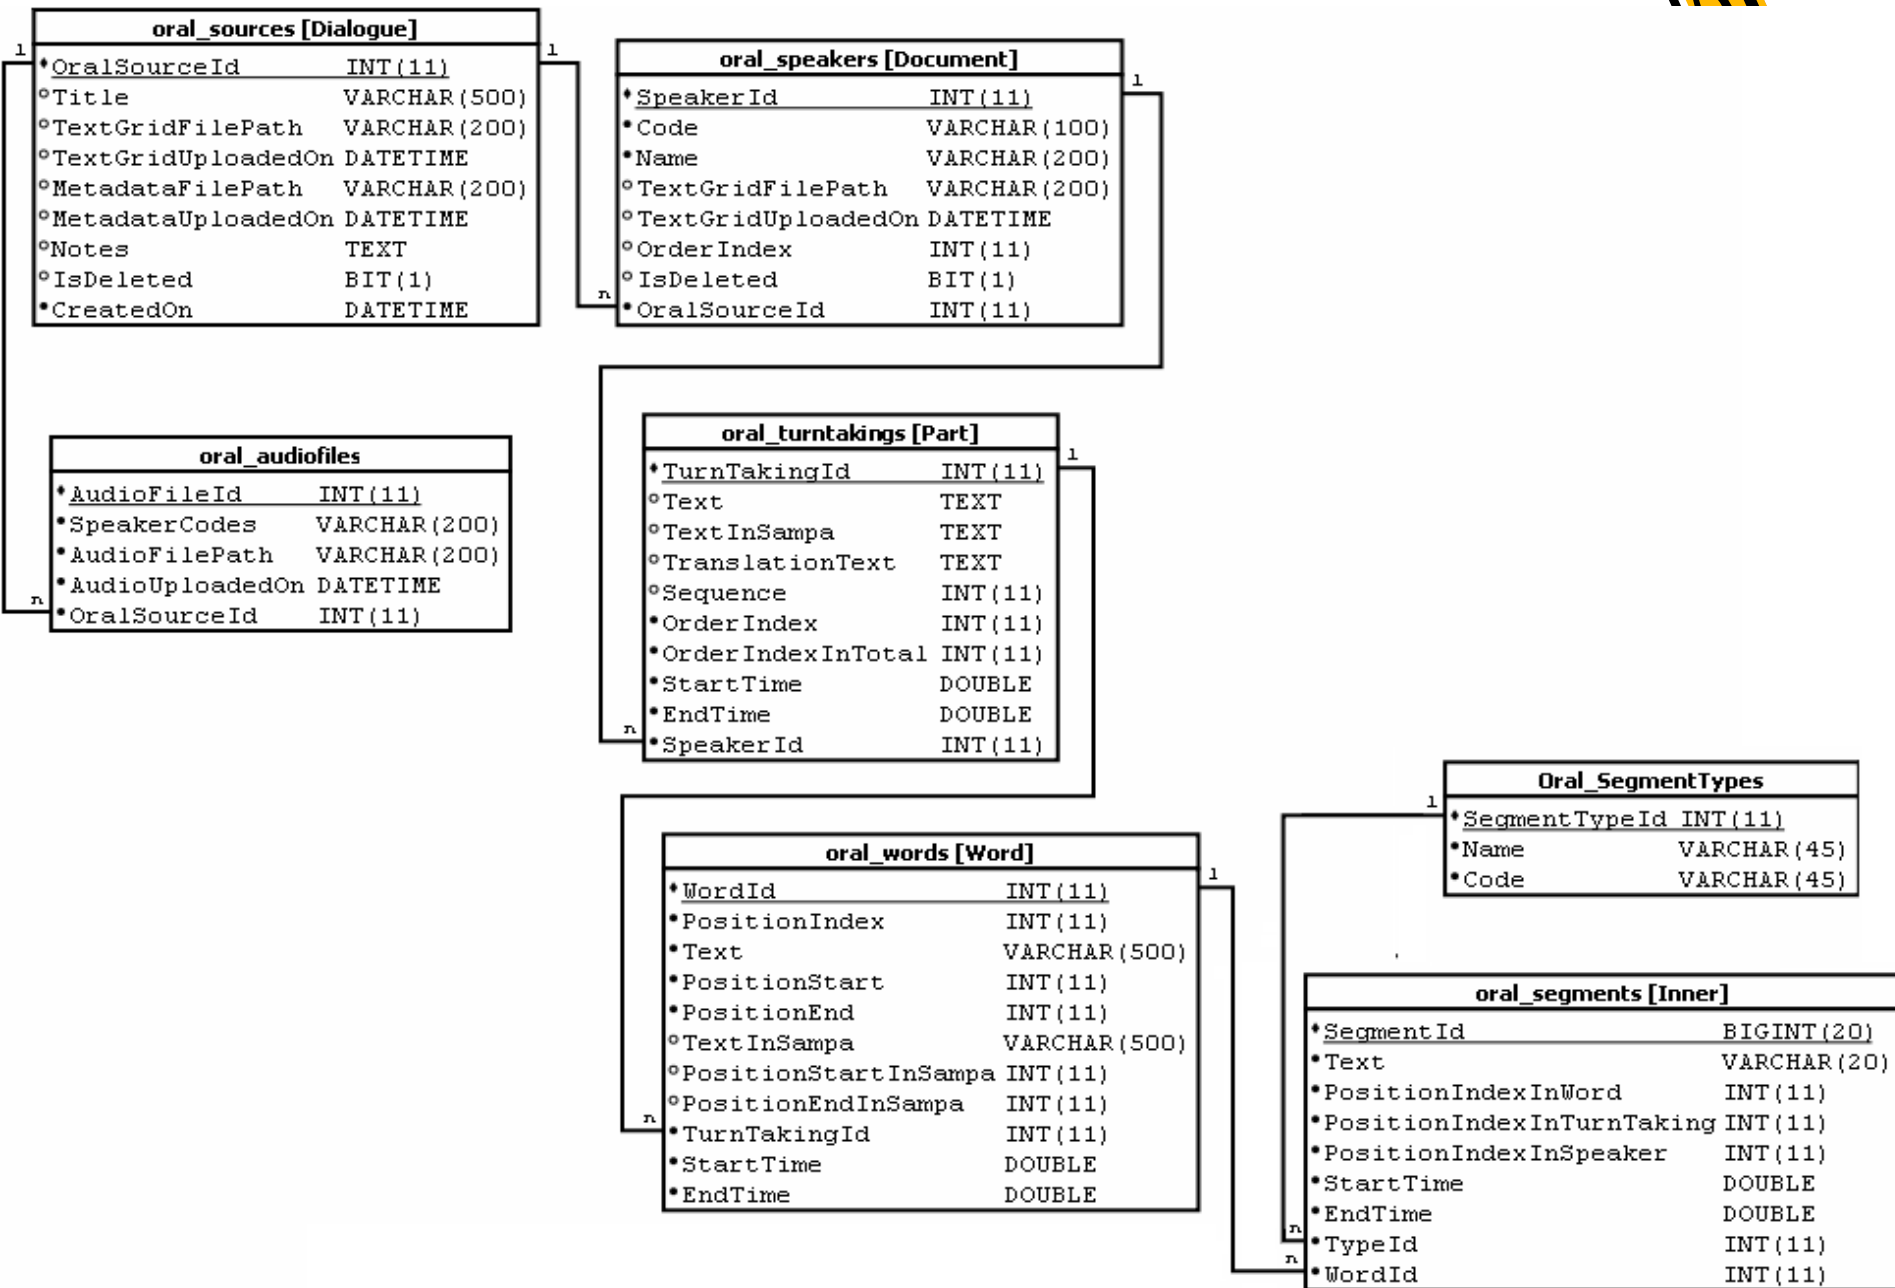 oral_sources [Dialogue]
1
1
OralSourceId INT(11)
Title VARCHAR(500)
TextGridFilePath VARCHAR(200)
TextGridUploadedOn DATETIME
MetadataFilePath VARCHAR(200)
MetadataUploadedOn DATETIME
Notes TEXT
IsDeleted BIT(1)
CreatedOn DATETIME
oral_speakers [Document]
1
SpeakerId INT(11)
Code VARCHAR(100)
Name VARCHAR(200)
TextGridFilePath VARCHAR(200)
TextGridUploadedOn DATETIME
OrderIndex INT(11)
IsDeleted BIT(1)
n
OralSourceId INT(11)
oral_audiofiles
AudioFileId INT(11)
SpeakerCodes VARCHAR(200)
AudioFilePath VARCHAR(200)
AudioUploadedOn DATETIME
n
OralSourceId INT(11)
oral_turntakings [Part]
1
TurnTakingId INT(11)
Text TEXT
TextInSampa TEXT
TranslationText TEXT
Sequence INT(11)
OrderIndex INT(11)
OrderIndexInTotal INT(11)
StartTime DOUBLE
EndTime DOUBLE
n
SpeakerId INT(11)
oral_words [Word]
1
WordId INT(11)
PositionIndex INT(11)
Text VARCHAR(500)
PositionStart INT(11)
PositionEnd INT(11)
TextInSampa VARCHAR(500)
PositionStartInSampa INT(11)
PositionEndInSampa INT(11)
n
TurnTakingId INT(11)
StartTime DOUBLE
EndTime DOUBLE
Oral_SegmentTypes
1
SegmentTypeId INT(11)
Name VARCHAR(45)
Code VARCHAR(45)
oral_segments [Inner]
SegmentId BIGINT(20)
Text VARCHAR(20)
PositionIndexInWord INT(11)
PositionIndexInTurnTaking INT(11)
PositionIndexInSpeaker INT(11)
StartTime DOUBLE
EndTime DOUBLE
n
TypeId INT(11)
n
WordId INT(11)